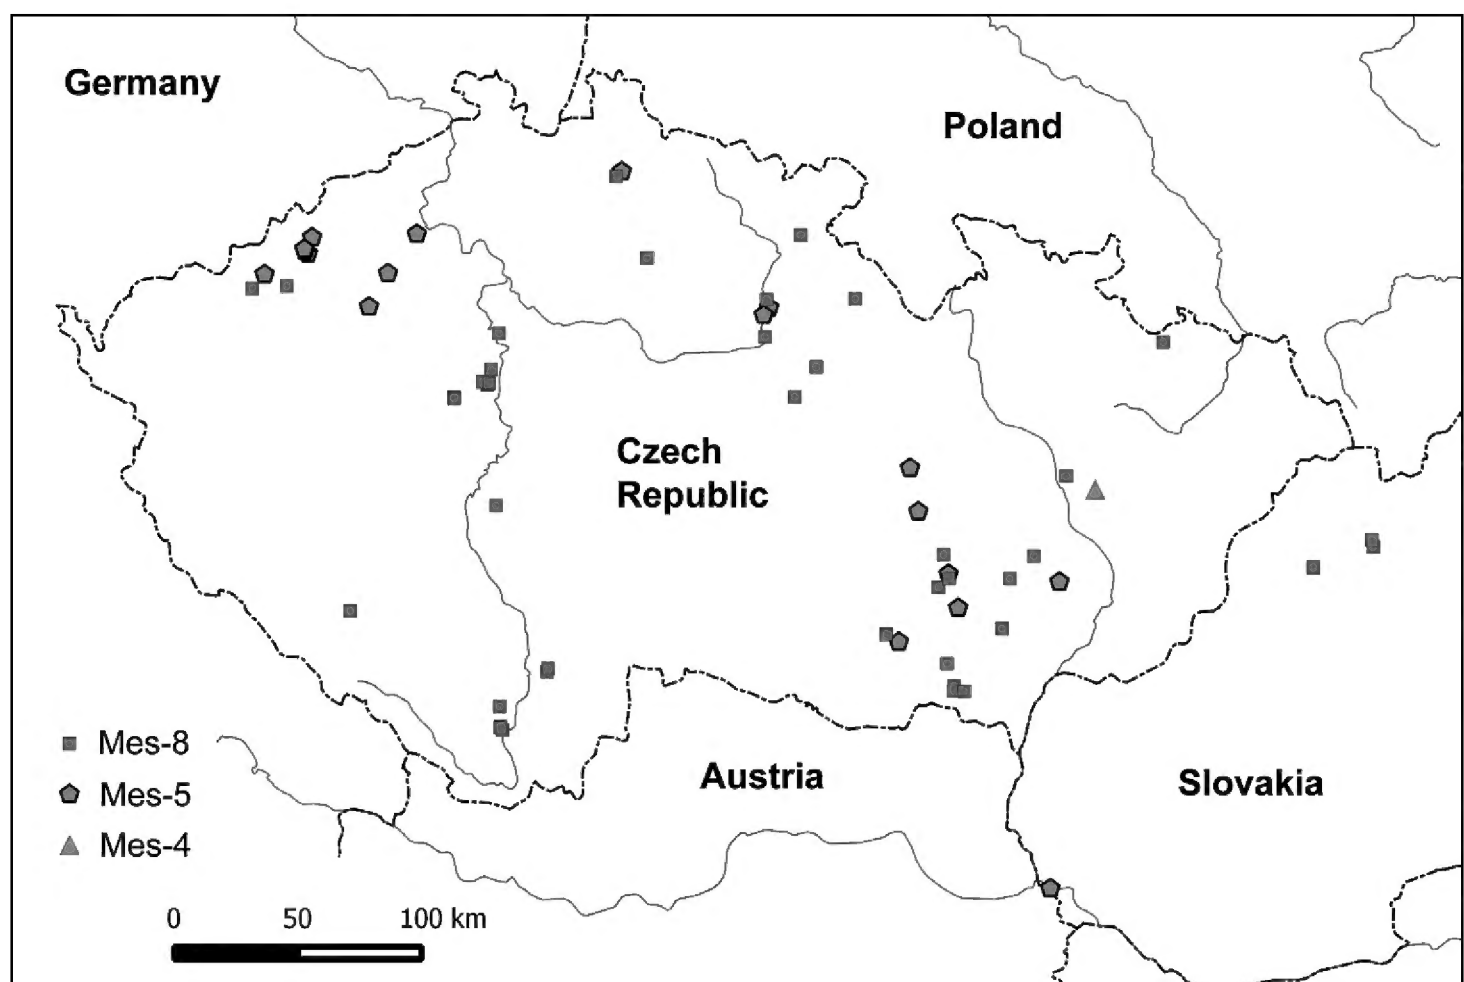 Germany
Poland
Czech
Republic
Mes-8
Mes-5
Mes-4
Austria
Slovakia
0 50 100 km